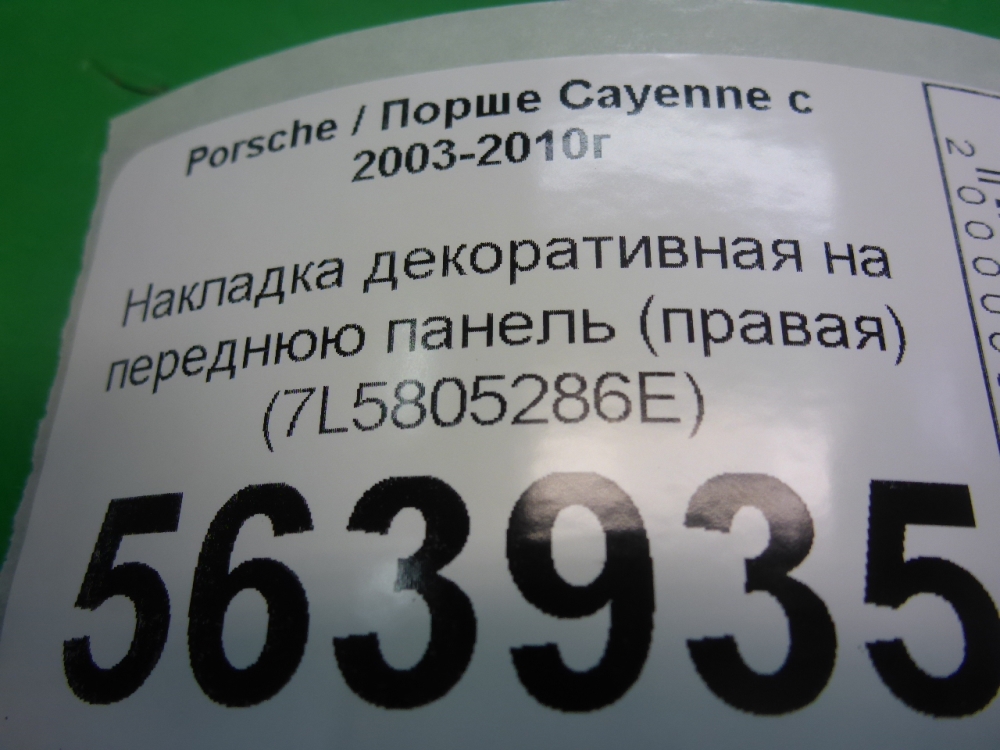 Porsche / Порше Cayenne с
2003-2010г
Накладка декоративная на
переднюю панель (правая)
(7L5805286E)
563935